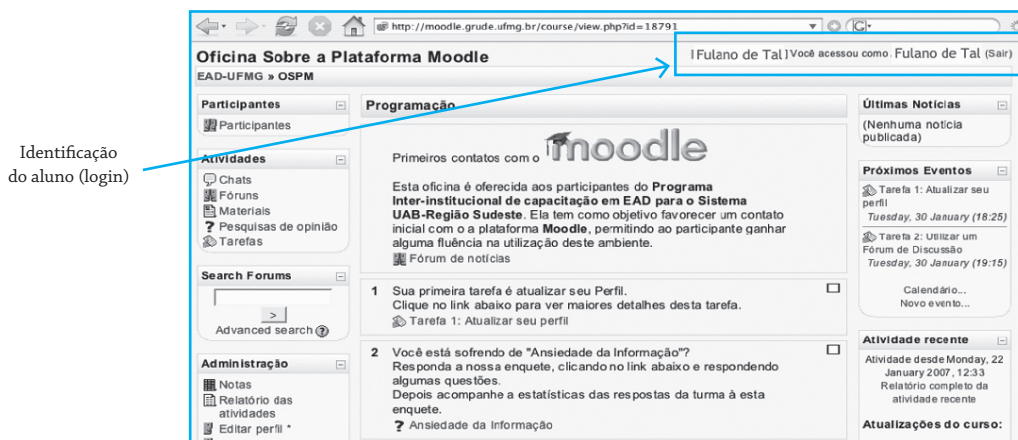 http://moodle.grude.ufmg.br/course/view.php?id=18791
Oficina Sobre a Plataforma Moodle
[Fulano de Tal] Você acessou como. Fulano de Tal (Sair)
EAD-UFMG » OSPM
Identificação
do aluno (login)
Participantes
Participantes
Atividades
Chats
Fóruns
Materiais
? Pesquisas de opinião
Tarefas
Search Forums
>
Advanced search ?
Administração
Notas
Relatório das
atividades
Editar perfil *
Programação
Primeiros contatos com o moodle
Esta oficina é oferecida aos participantes do Programa
Inter-institucional de capacitação em EAD para o Sistema
UAB-Região Sudeste. Ela tem como objetivo favorecer um contato
inicial com o a plataforma Moodle, permitindo ao participante ganhar
alguma fluência na utilização deste ambiente.
Fórum de notícias
1 Sua primeira tarefa é atualizar seu Perfil.
Clique no link abaixo para ver maiores detalhes desta tarefa.
Tarefa 1: Atualizar seu perfil
2 Você está sofrendo de "Ansiedade da Informação"?
Responda a nossa enquete, clicando no link abaixo e respondendo
algumas questões.
Depois acompanhe a estatísticas das respostas da turma à esta
enquete.
? Ansiedade da Informação
Últimas Notícias
(Nenhuma notícia
publicada)
Próximos Eventos
Tarefa 1: Atualizar seu
perfil
Tuesday, 30 January (18:25)
Tarefa 2: Utilizar um
Fórum de Discussão
Tuesday, 30 January (19:15)
Calendário...
Novo evento...
Atividade recente
Atividade desde Monday, 22
January 2007, 12:33
Relatório completo da
atividade recente
Atualizações do curso: